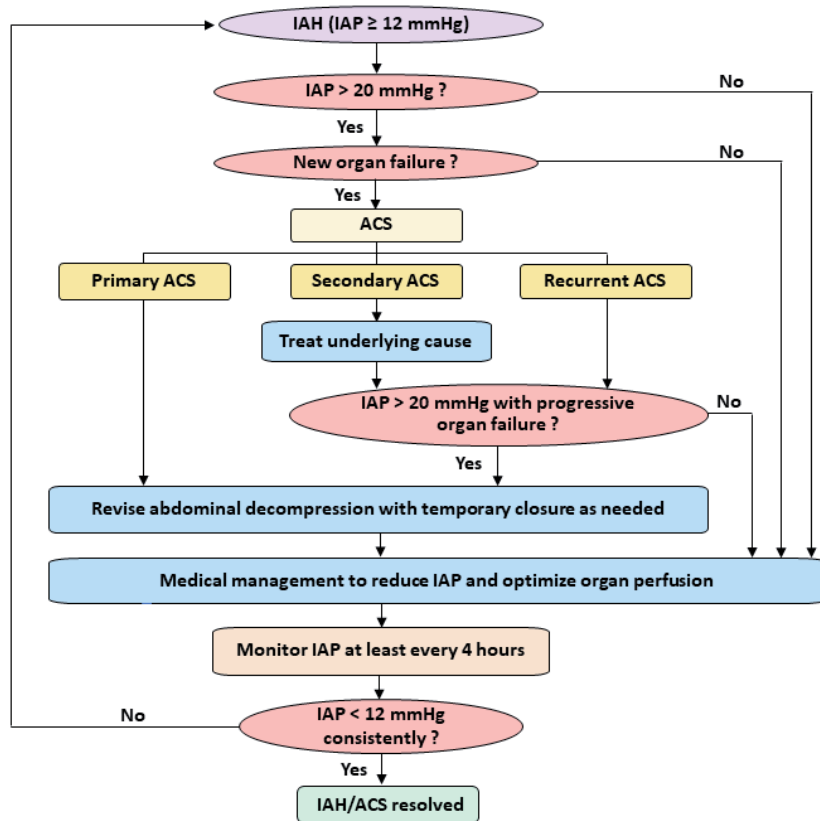 IAH (IAP ≥ 12 mmHg)
IAP > 20 mmHg ?
No
Yes
New organ failure ?
No
Yes
ACS
Primary ACS
Secondary ACS
Recurrent ACS
Treat underlying cause
IAP > 20 mmHg with progressive
organ failure ?
No
Yes
Revise abdominal decompression with temporary closure as needed
Medical management to reduce IAP and optimize organ perfusion
Monitor IAP at least every 4 hours
IAP < 12 mmHg
consistently ?
No
Yes
IAH/ACS resolved